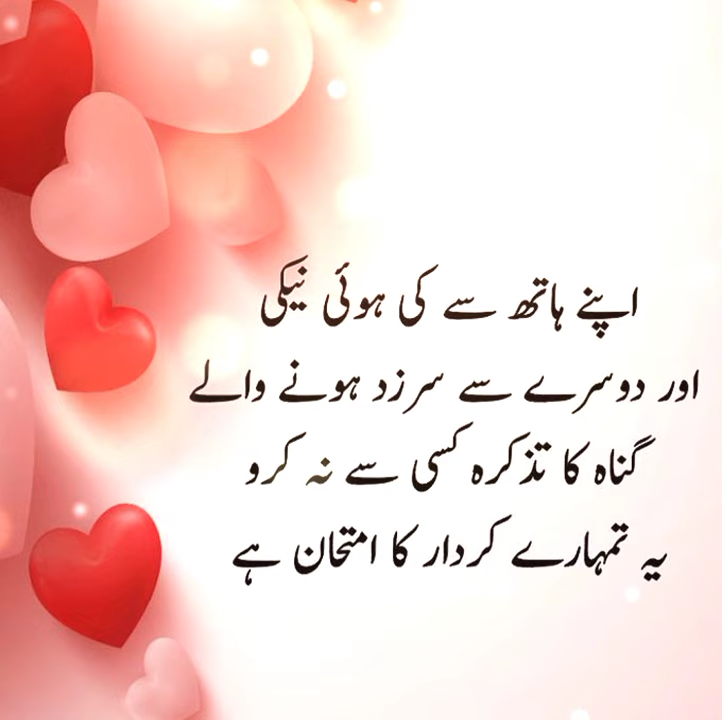 اپنے ہاتھ سے کی ہوئی نیکی
اور دوسرے سے سرزد ہونے والے
گناہ کا تذکرہ کسی سے نہ کرو
یہ تمہارے کردار کا امتحان ہے